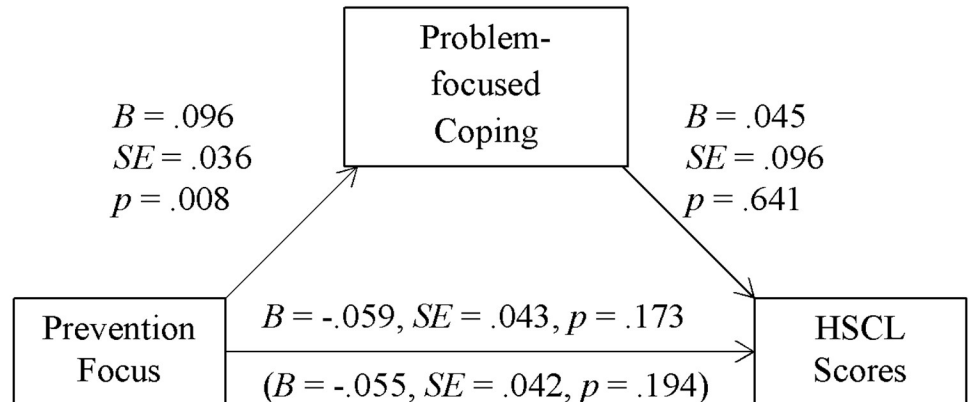 Problem-
focused
Coping
B = .096
SE = .036
p = .008
B = .045
SE = .096
p = .641
Prevention
Focus
B = -.059, SE = .043, p = .173
(B = -.055, SE = .042, p = .194)
HSCL
Scores